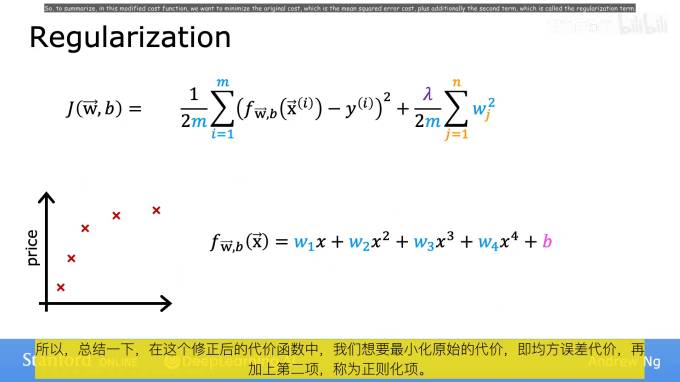 So, to summarize, in this modified cost function, we want to minimize the original cost, which is the mean squared error cost, plus additionally the second term, which is called the regularization term.
bilibili
Regularization
J(w⃗,b) = 1/2m ∑_{i=1}^{m} (f_{w⃗,b}(x⃗^{(i)}) − y^{(i)})² + λ/2m ∑_{j=1}^{n} w_j²
price
f_{w⃗,b}(x⃗) = w₁x + w₂x² + w₃x³ + w₄x⁴ + b
所以，总结一下，在这个修正后的代价函数中，我们想要最小化原始的代价，即均方误差代价，再
加上第二项，称为正则化项。
Stanford ONLINE DeepLearning Andrew Ng